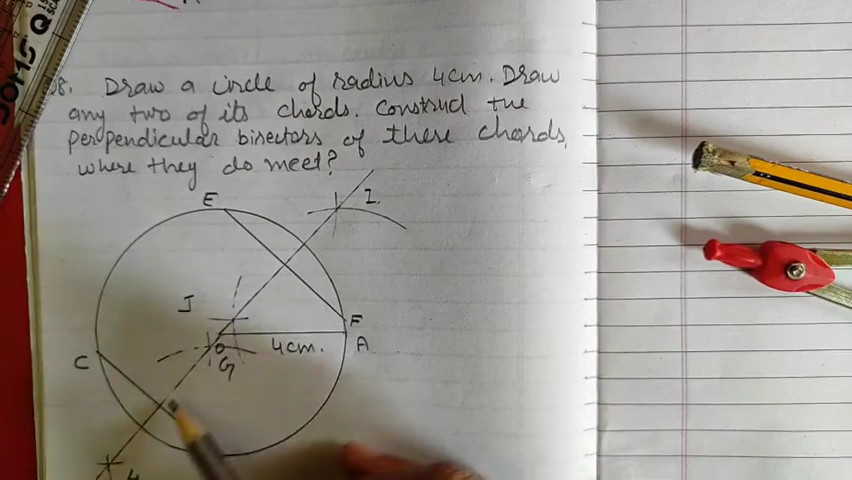 08. Draw a circle of radius 4cm. Draw
any two of its chords. Construct the
perpendicular bisectors of these chords,
where they do meet?
E
I
J
F
O
4cm.
A
C
G
H